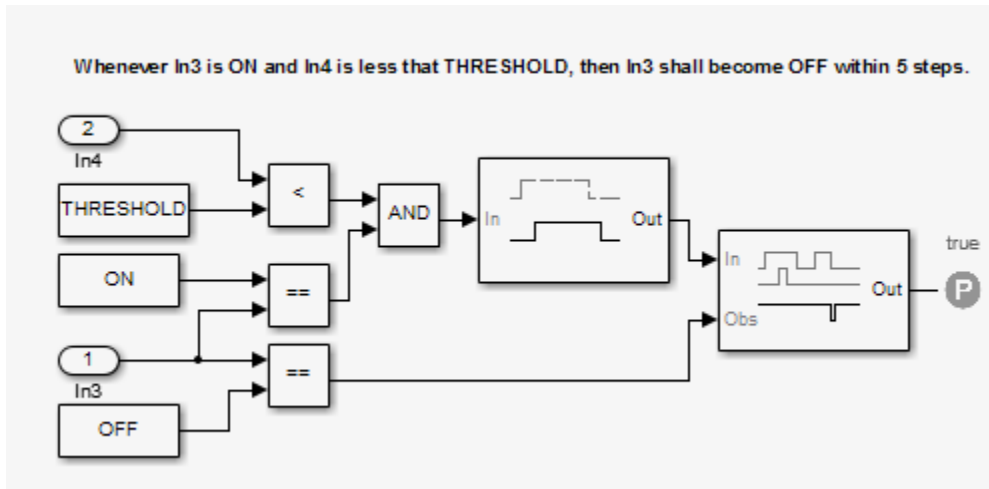 Whenever In3 is ON and In4 is less that THRESHOLD, then In3 shall become OFF within 5 steps.
2
In4
THRESHOLD
<
AND
In
Out
true
ON
==
In
Obs
Out
P
1
In3
==
OFF